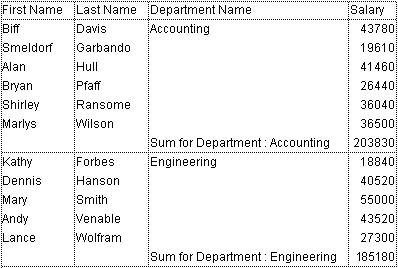 First Name Last Name Department Name Salary
Biff Davis Accounting 43780
Smeldorf Garbando 19610
Alan Hull 41460
Bryan Pfaff 26440
Shirley Ransome 36040
Marlys Wilson 36500
Sum for Department : Accounting 203830
Kathy Forbes Engineering 18840
Dennis Hanson 40520
Mary Smith 55000
Andy Venable 43520
Lance Wolfram 27300
Sum for Department : Engineering 185180